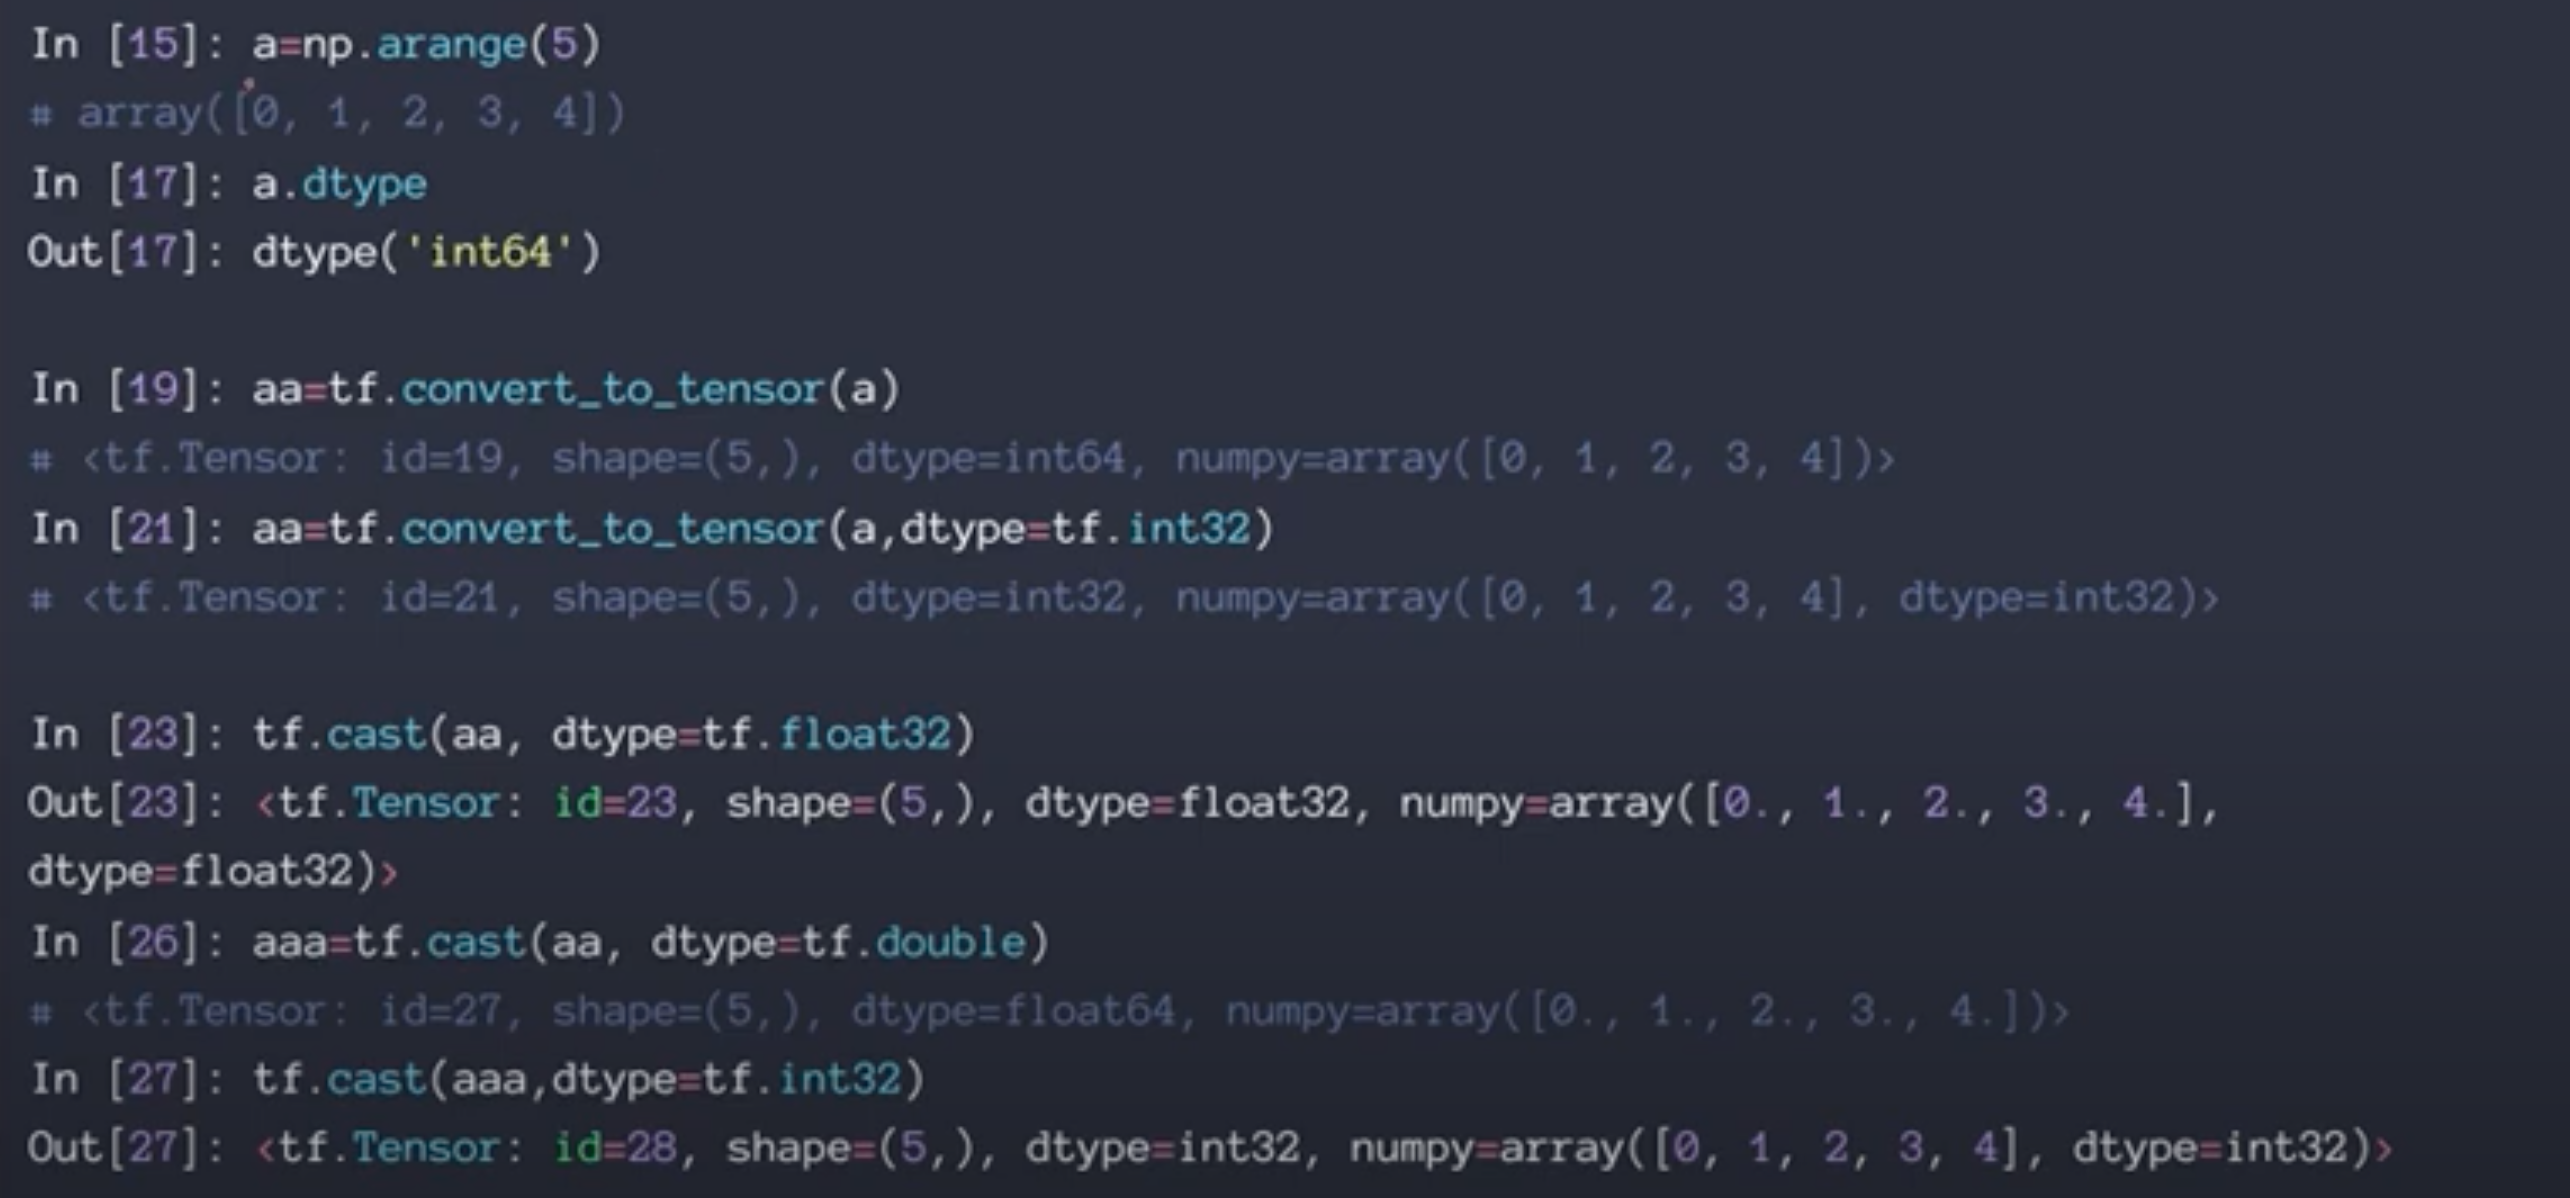 In [15]: a=np.arange(5)
# array([0, 1, 2, 3, 4])
In [17]: a.dtype
Out[17]: dtype('int64')
In [19]: aa=tf.convert_to_tensor(a)
# <tf.Tensor: id=19, shape=(5,), dtype=int64, numpy=array([0, 1, 2, 3, 4])>
In [21]: aa=tf.convert_to_tensor(a,dtype=tf.int32)
# <tf.Tensor: id=21, shape=(5,), dtype=int32, numpy=array([0, 1, 2, 3, 4], dtype=int32)>
In [23]: tf.cast(aa, dtype=tf.float32)
Out[23]: <tf.Tensor: id=23, shape=(5,), dtype=float32, numpy=array([0., 1., 2., 3., 4.],
dtype=float32)>
In [26]: aaa=tf.cast(aa, dtype=tf.double)
# <tf.Tensor: id=27, shape=(5,), dtype=float64, numpy=array([0., 1., 2., 3., 4.])>
In [27]: tf.cast(aaa,dtype=tf.int32)
Out[27]: <tf.Tensor: id=28, shape=(5,), dtype=int32, numpy=array([0, 1, 2, 3, 4], dtype=int32)>